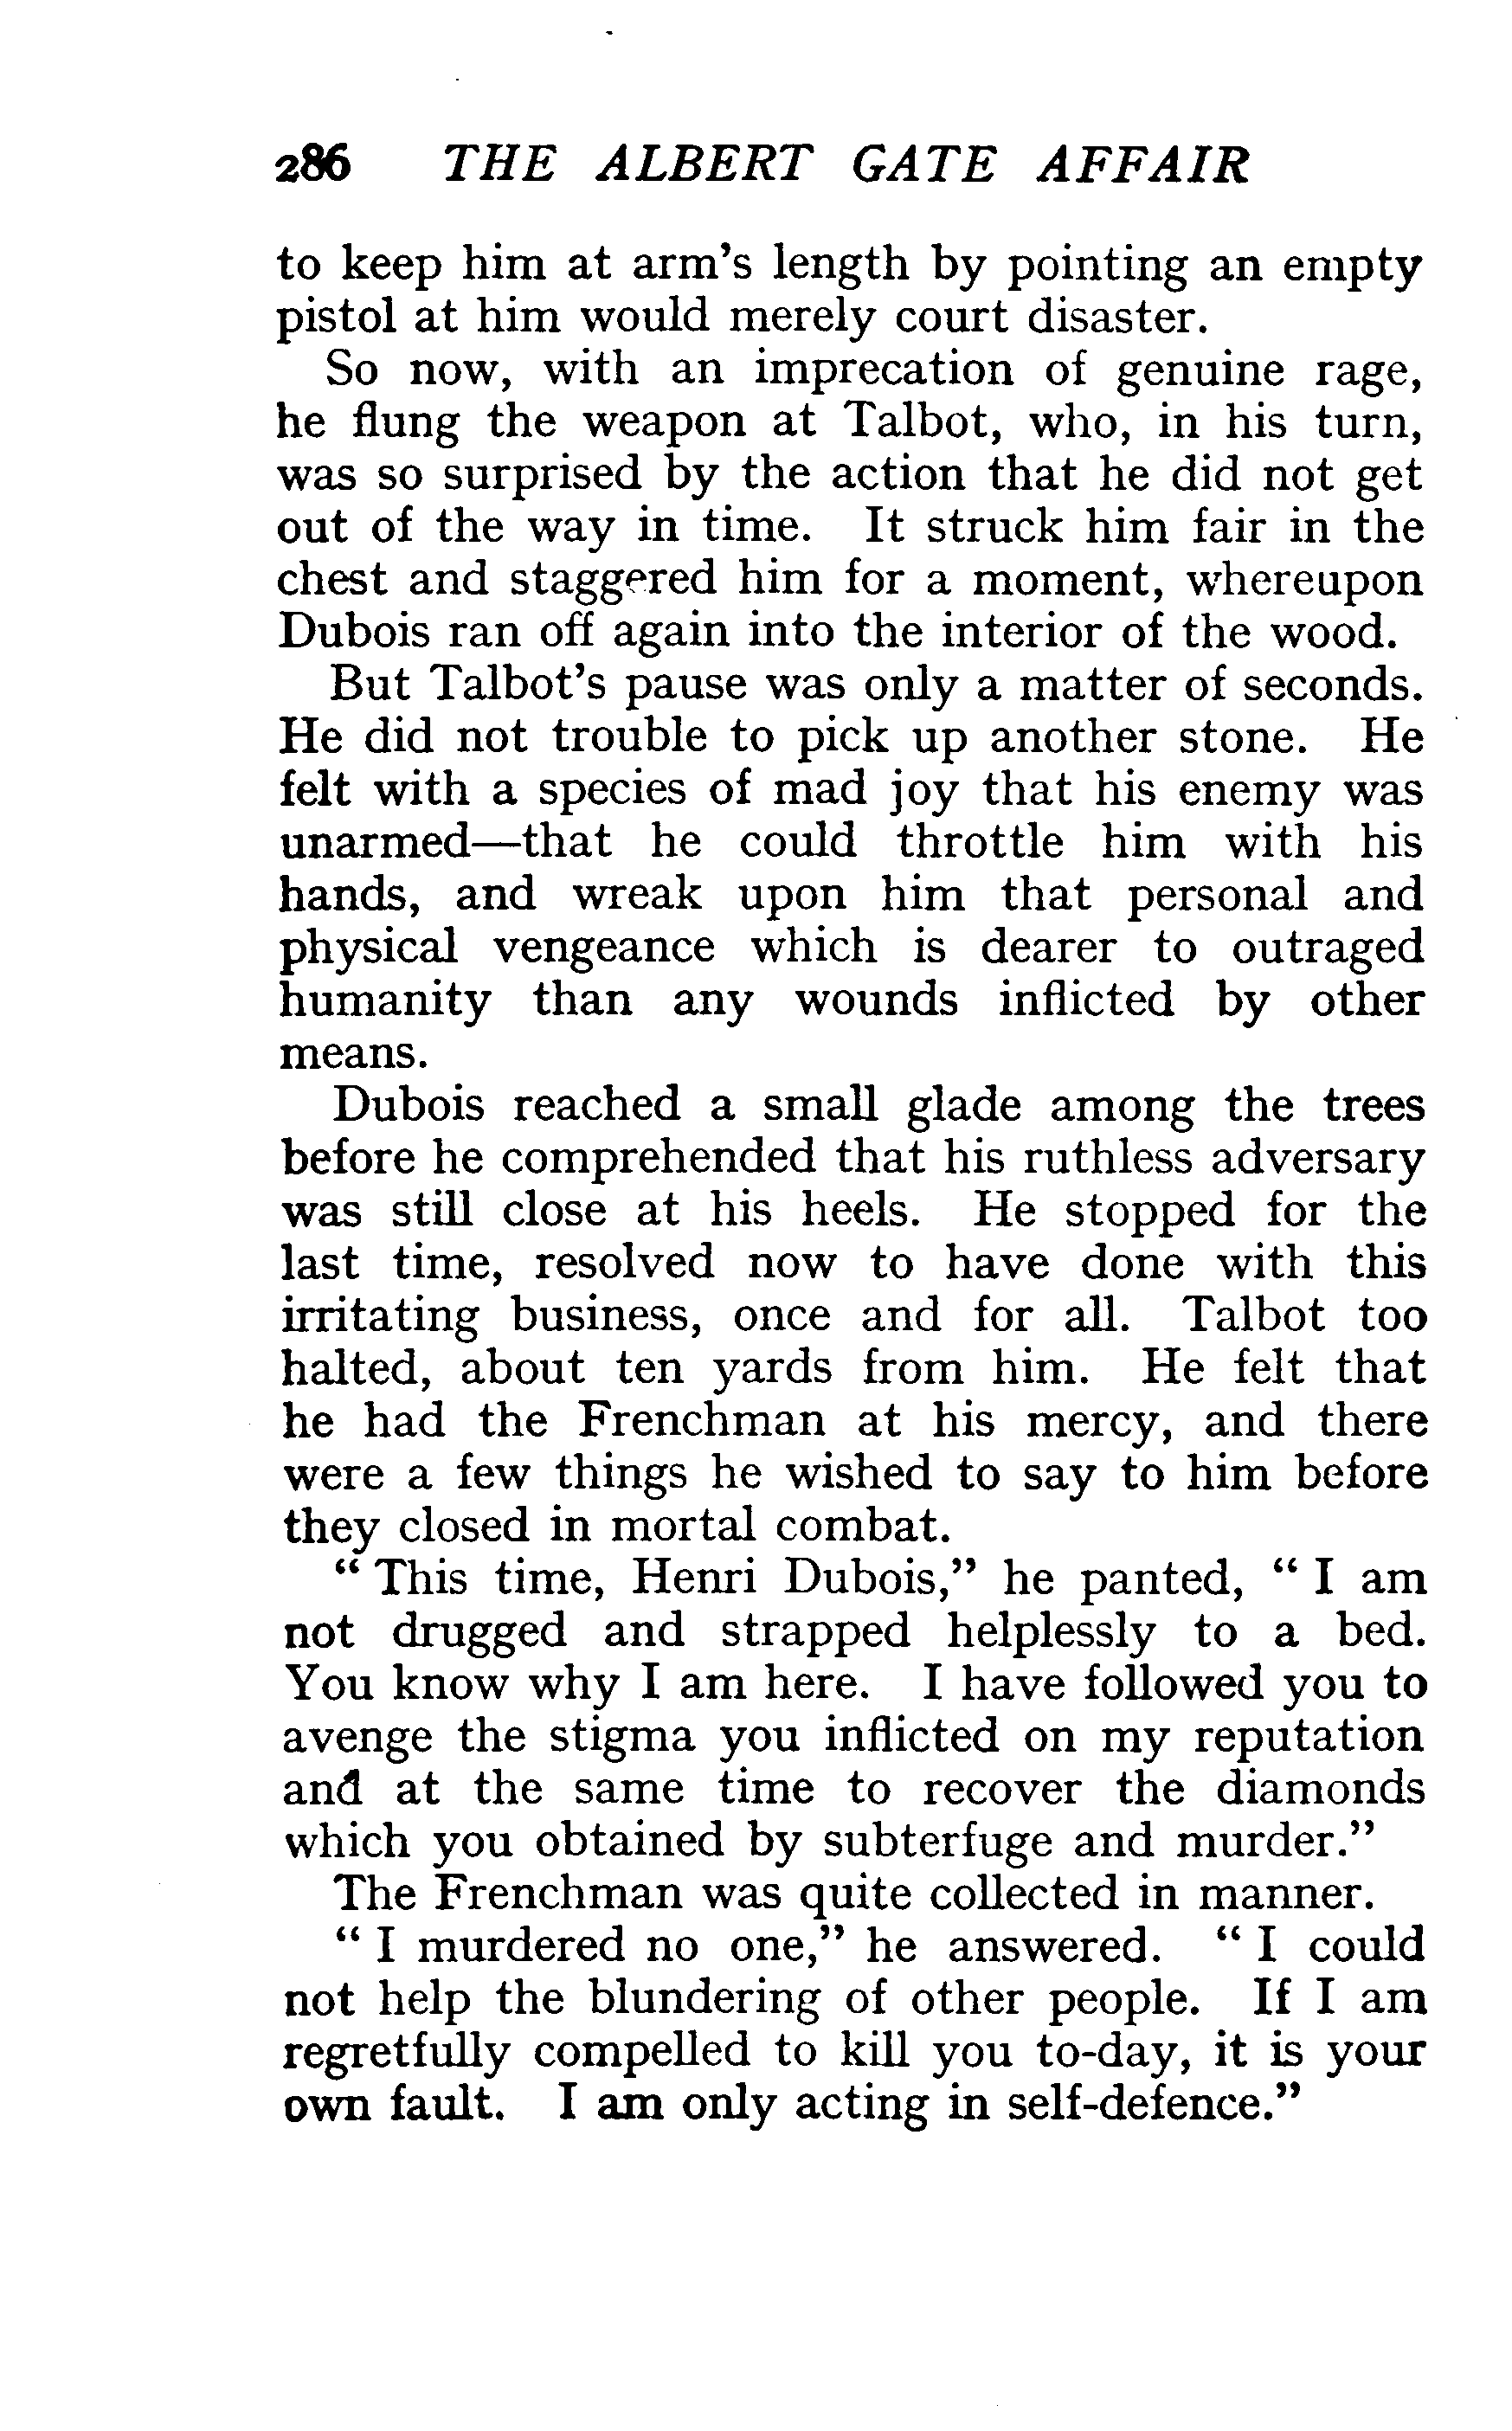 286 THE ALBERT GATE AFFAIR
to keep him at arm's length by pointing an empty
pistol at him would merely court disaster.
So now, with an imprecation of genuine rage,
he flung the weapon at Talbot, who, in his turn,
was so surprised by the action that he did not get
out of the way in time. It struck him fair in the
chest and staggered him for a moment, whereupon
Dubois ran off again into the interior of the wood.
But Talbot's pause was only a matter of seconds.
He did not trouble to pick up another stone. He
felt with a species of mad joy that his enemy was
unarmed—that he could throttle him with his
hands, and wreak upon him that personal and
physical vengeance which is dearer to outraged
humanity than any wounds inflicted by other
means.
Dubois reached a small glade among the trees
before he comprehended that his ruthless adversary
was still close at his heels. He stopped for the
last time, resolved now to have done with this
irritating business, once and for all. Talbot too
halted, about ten yards from him. He felt that
he had the Frenchman at his mercy, and there
were a few things he wished to say to him before
they closed in mortal combat.
“ This time, Henri Dubois,” he panted, “ I am
not drugged and strapped helplessly to a bed.
You know why I am here. I have followed you to
avenge the stigma you inflicted on my reputation
and at the same time to recover the diamonds
which you obtained by subterfuge and murder.”
The Frenchman was quite collected in manner.
“ I murdered no one,” he answered. “ I could
not help the blundering of other people. If I am
regretfully compelled to kill you to-day, it is your
own fault. I am only acting in self-defence.”